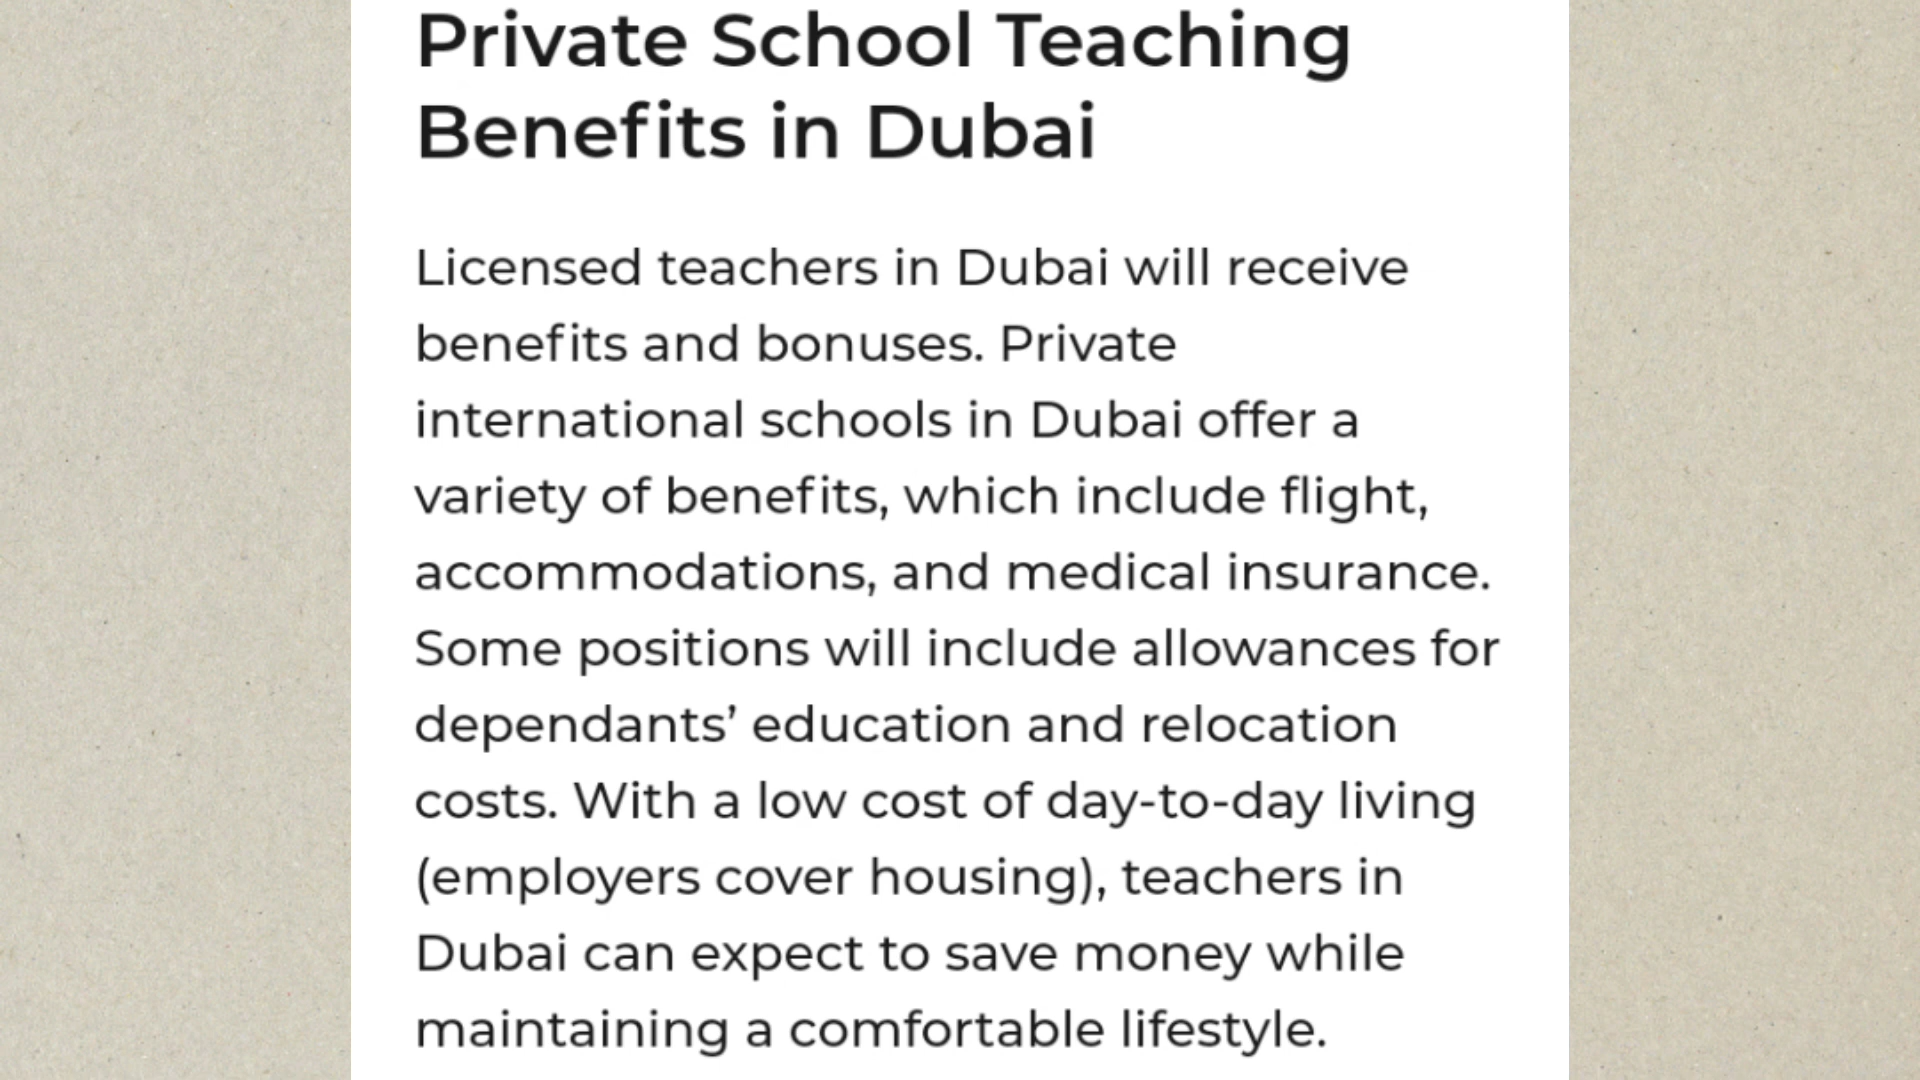 Private School Teaching
Benefits in Dubai
Licensed teachers in Dubai will receive
benefits and bonuses. Private
international schools in Dubai offer a
variety of benefits, which include flight,
accommodations, and medical insurance.
Some positions will include allowances for
dependants’ education and relocation
costs. With a low cost of day-to-day living
(employers cover housing), teachers in
Dubai can expect to save money while
maintaining a comfortable lifestyle.